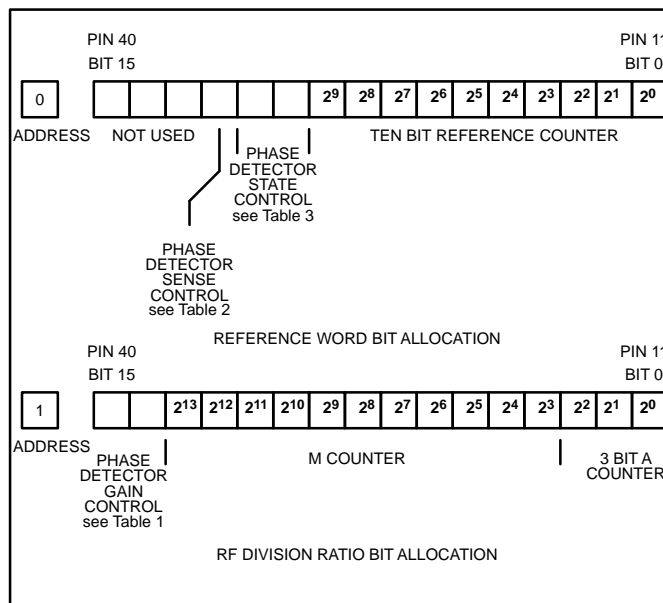 PIN 40 PIN 11
BIT 15 BIT 0
0 2⁹ 2⁸ 2⁷ 2⁶ 2⁵ 2⁴ 2³ 2² 2¹ 2⁰
ADDRESS NOT USED TEN BIT REFERENCE COUNTER
PHASE
DETECTOR
STATE
CONTROL
see Table 3
PHASE
DETECTOR
SENSE
CONTROL
see Table 2
REFERENCE WORD BIT ALLOCATION
PIN 40 PIN 11
BIT 15 BIT 0
1 2¹³ 2¹² 2¹¹ 2¹⁰ 2⁹ 2⁸ 2⁷ 2⁶ 2⁵ 2⁴ 2³ 2² 2¹ 2⁰
ADDRESS
PHASE
DETECTOR
GAIN
CONTROL
see Table 1
M COUNTER
3 BIT A
COUNTER
RF DIVISION RATIO BIT ALLOCATION